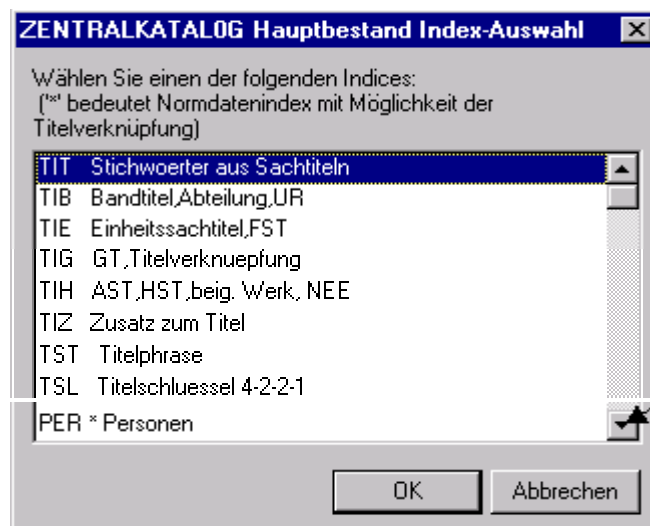 ZENTRALKATALOG Hauptbestand Index-Auswahl
Wählen Sie einen der folgenden Indices:
('*' bedeutet Normdatenindex mit Möglichkeit der
Titelverknüpfung)
TIT Stichwoerter aus Sachtiteln
TIB Bandtitel,Abteilung,UR
TIE Einheitssachtitel,FST
TIG GT,Titelverknuepfung
TIH AST,HST,beig. Werk, NEE
TIZ Zusatz zum Titel
TST Titelphrase
TSL Titelschluessel 4-2-2-1
PER * Personen
OK Abbrechen